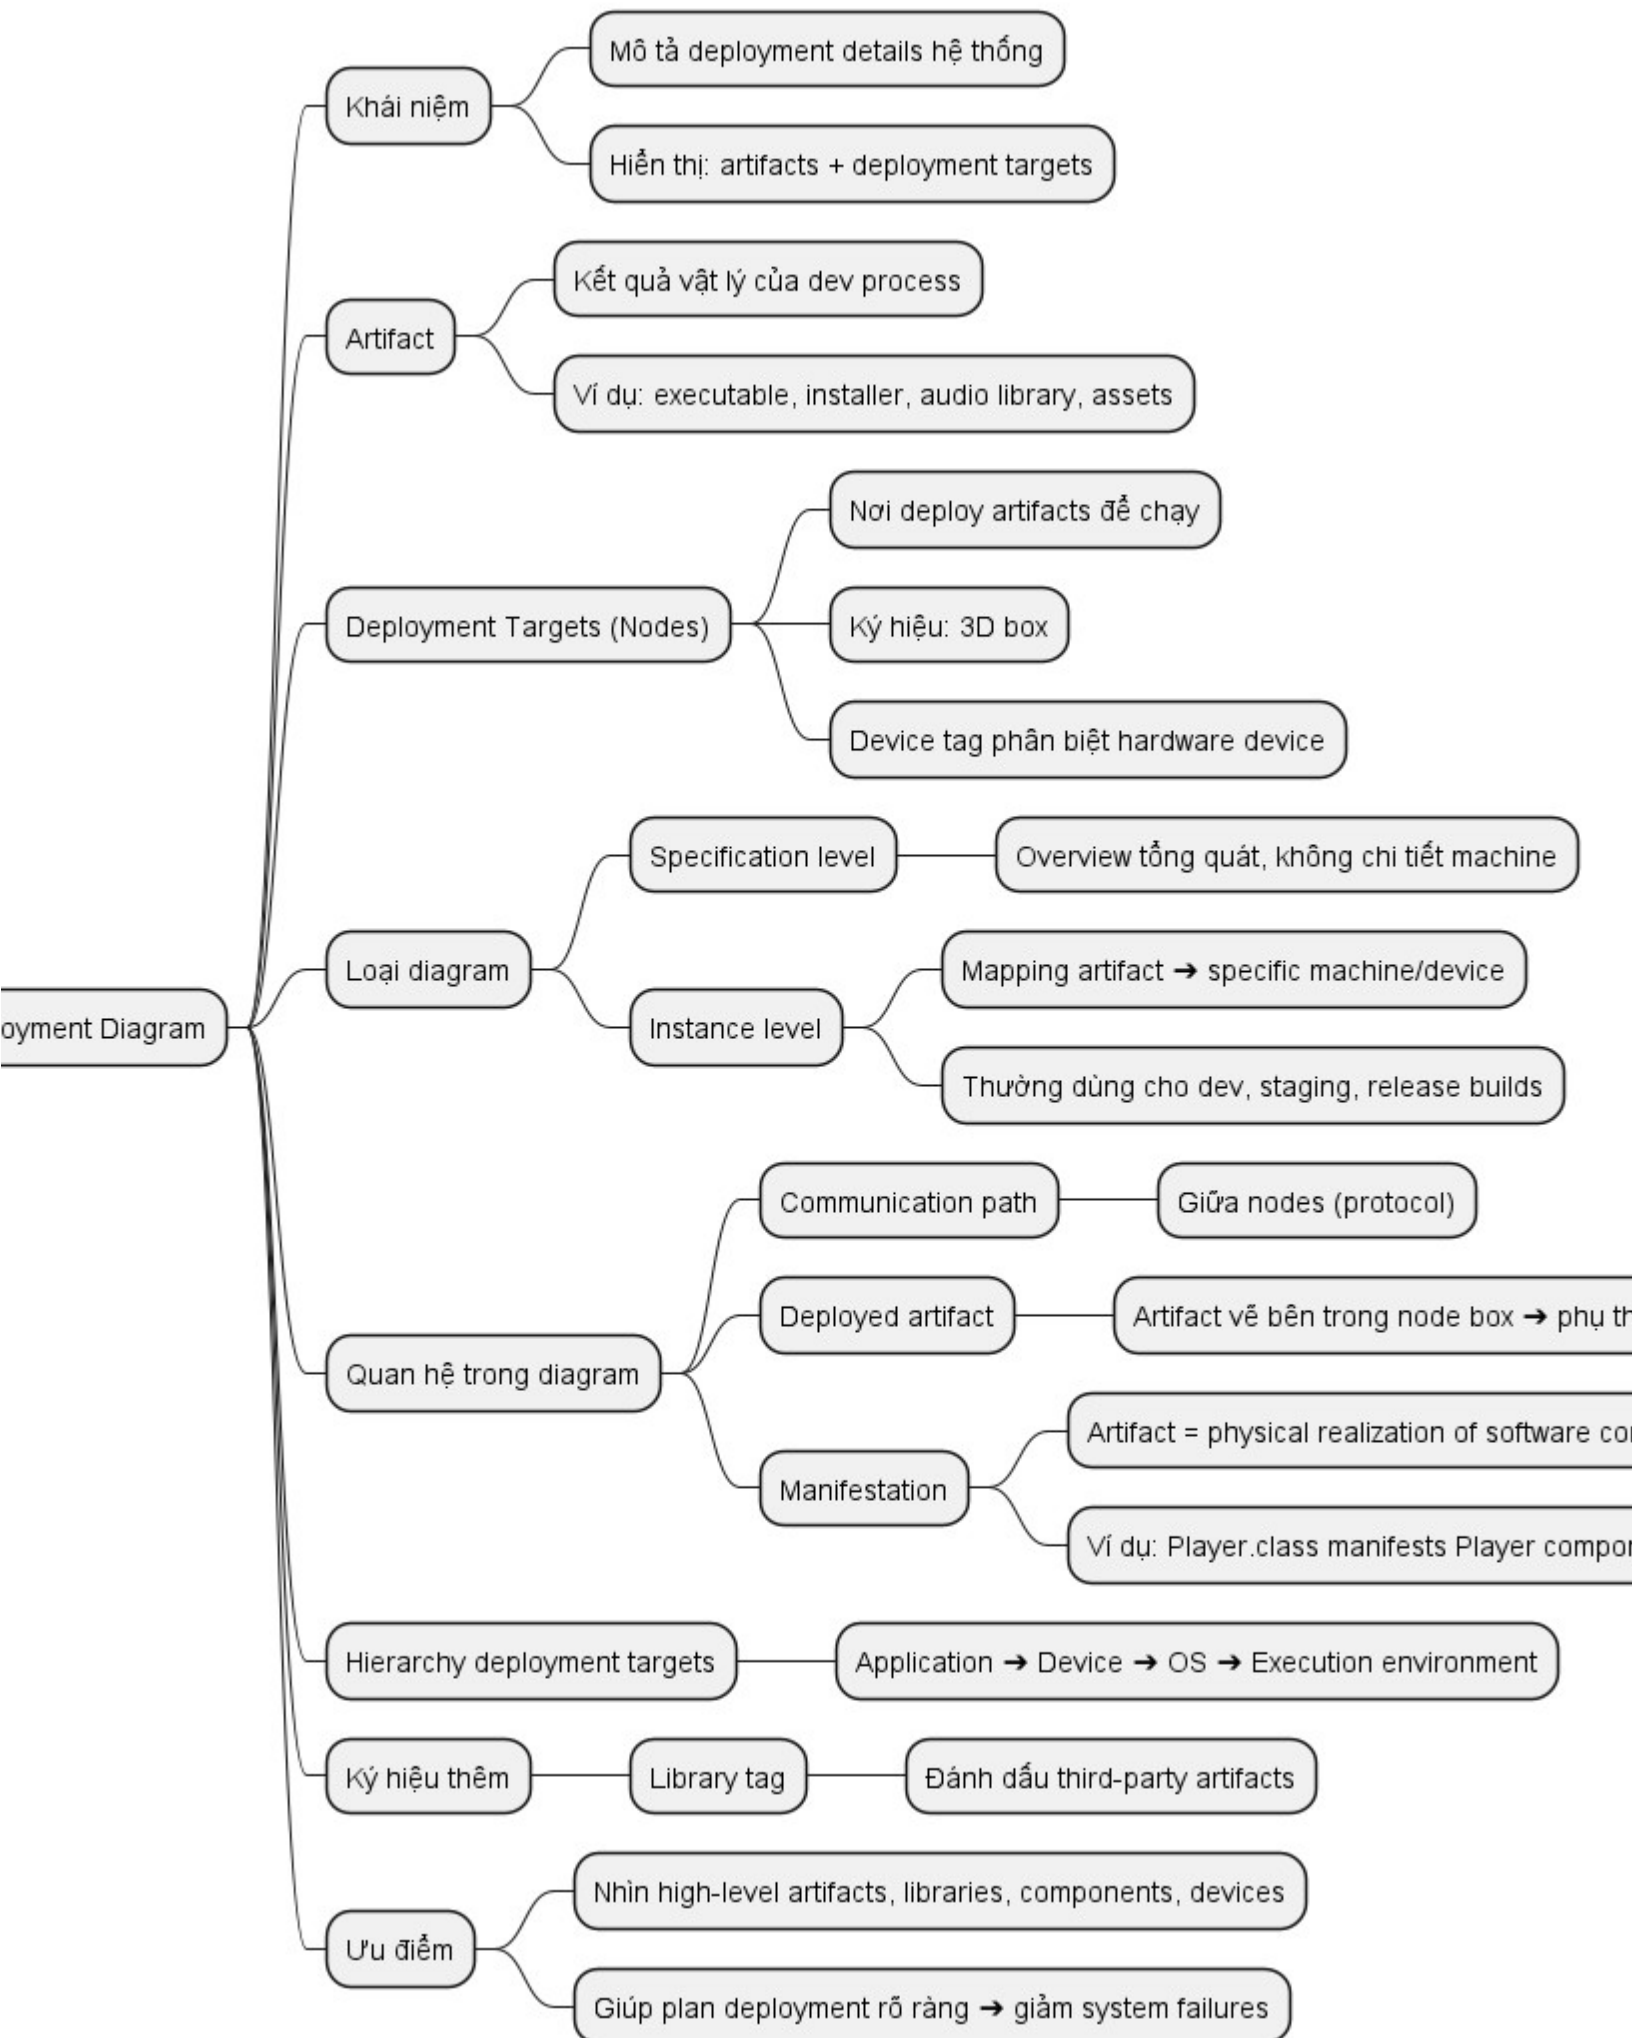 Mô tả deployment details hệ thống
Khái niệm
Hiển thị: artifacts + deployment targets
Kết quả vật lý của dev process
Artifact
Ví dụ: executable, installer, audio library, assets
Nơi deploy artifacts để chạy
Deployment Targets (Nodes)
Ký hiệu: 3D box
Device tag phân biệt hardware device
Specification level
Overview tổng quát, không chi tiết machine
Loại diagram
Mapping artifact ➔ specific machine/device
Instance level
Thường dùng cho dev, staging, release builds
oyment Diagram
Communication path
Giữa nodes (protocol)
Deployed artifact
Artifact vẽ bên trong node box ➔ phụ th
Quan hệ trong diagram
Artifact = physical realization of software
Manifestation
Ví dụ: Player.class manifests Player compo
Hierarchy deployment targets
Application ➔ Device ➔ OS ➔ Execution environment
Ký hiệu thêm
Library tag
Đánh dấu third-party artifacts
Nhìn high-level artifacts, libraries, components, devices
Ưu điểm
Giúp plan deployment rõ ràng ➔ giảm system failures